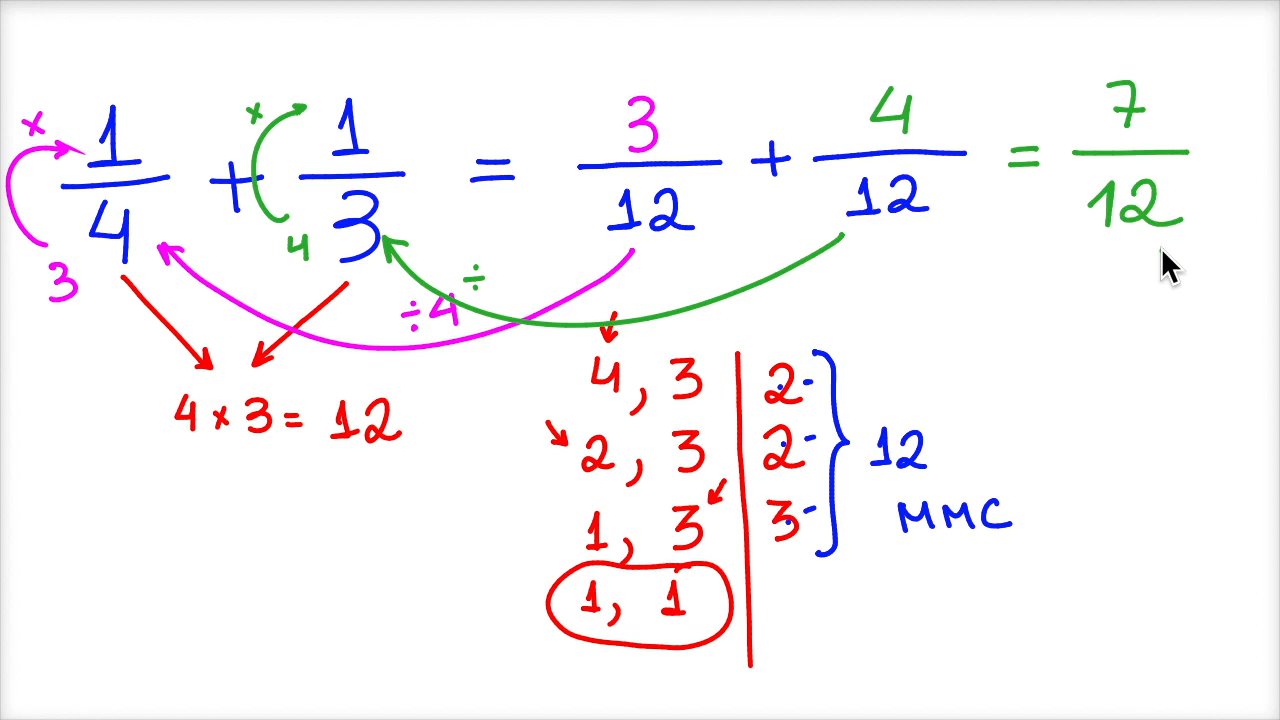 1/4 + 1/3 = 3/12 + 4/12 = 7/12
×
×
3
4
÷4
÷
4 × 3 = 12
4, 3 | 2
2, 3 | 2
1, 3 | 3
1, 1
12
MMC